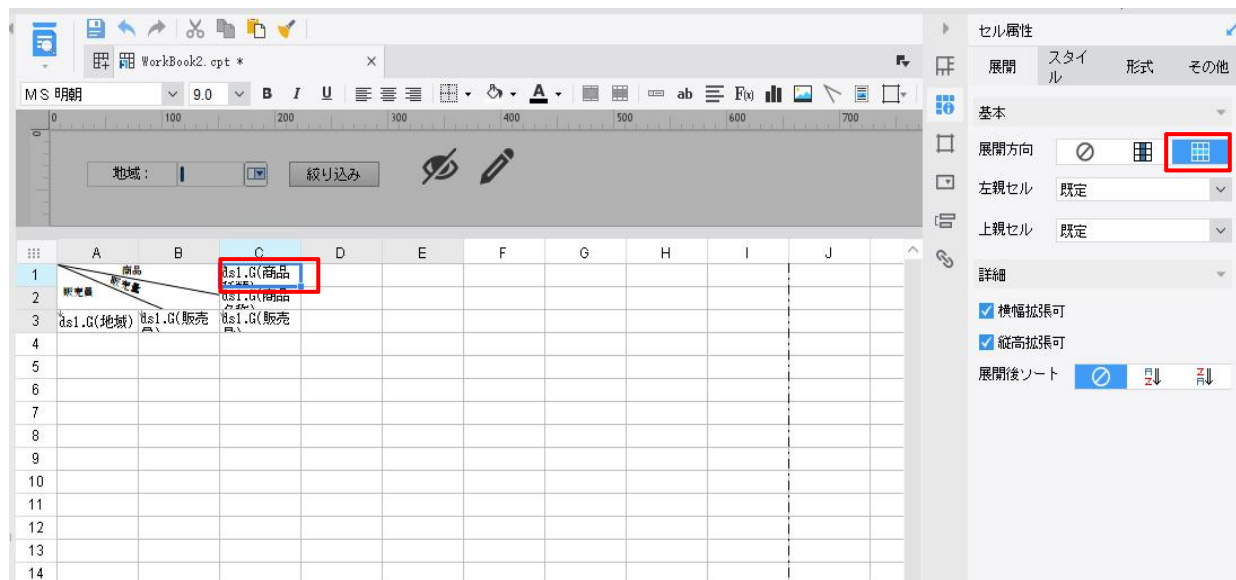 セル属性
WorkBook2.cpt *
×
展開
スタイル
形式
その他
MS 明朝
9.0
B
I
U
A
ab
F(x)
基本
0
100
200
300
400
500
600
700
地域：
絞り込み
展開方向
左親セル
既定
上親セル
既定
A
B
C
D
E
F
G
H
I
J
詳細
1
商品
販売量
販売員
ds1.G(商品
2
ds1.G(商品
3
ds1.G(地域)
ds1.G(販売
ds1.G(販売
横幅拡張可
4
縦高拡張可
5
展開後ソート
6
7
8
9
10
11
12
13
14